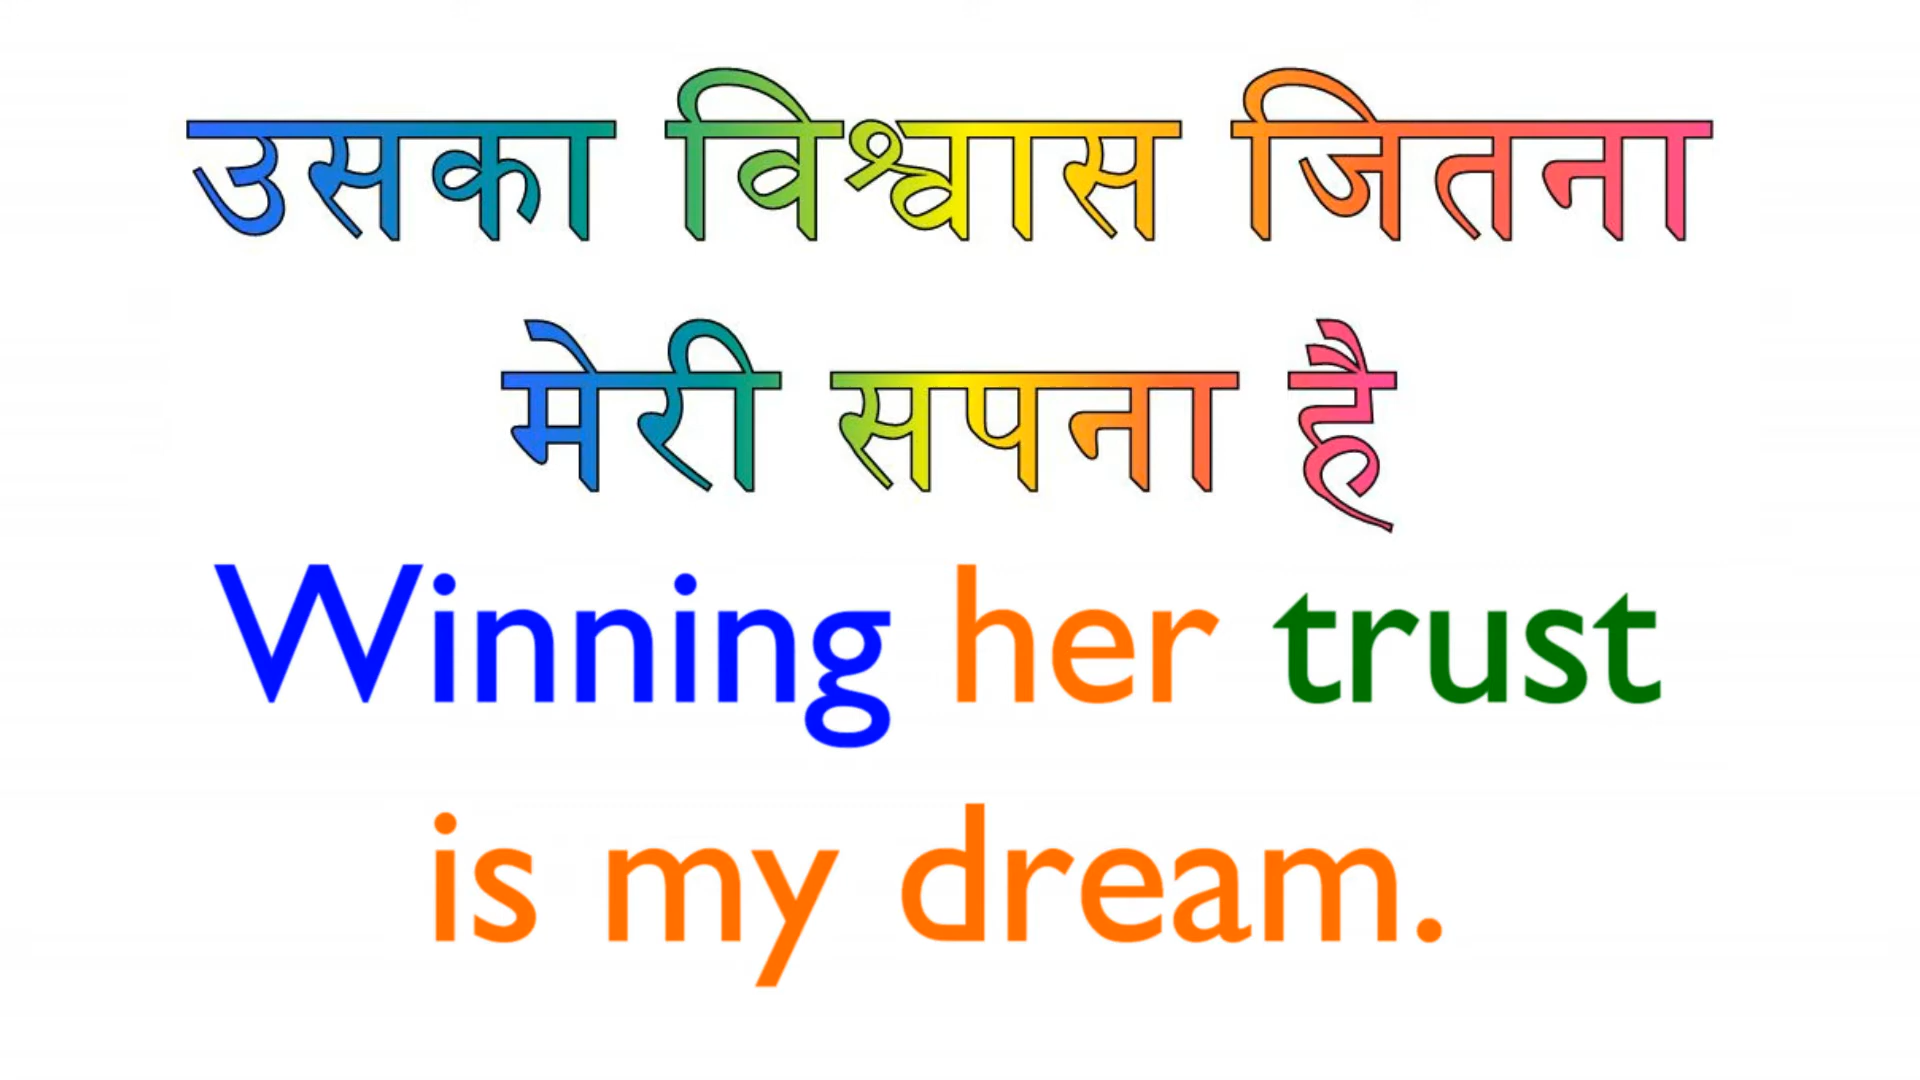 उसका विश्वास जितना
मेरी सपना है
Winning her trust
is my dream.